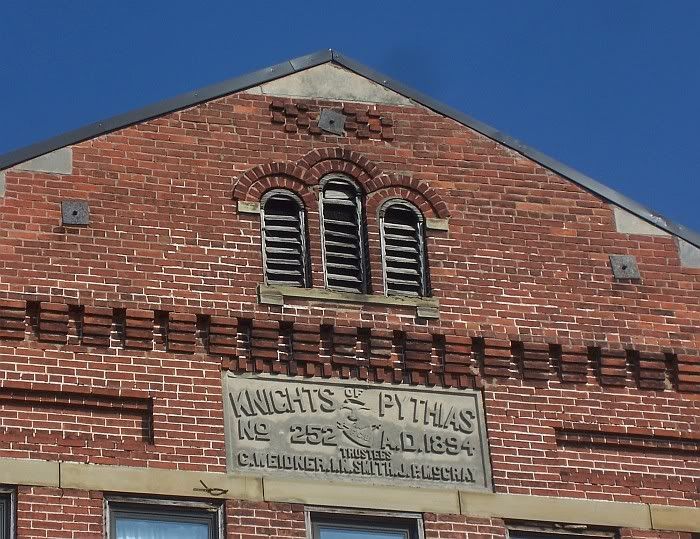 KNIGHTS OF PYTHIAS
No 252 A.D. 1894
TRUSTEES
C.WEIDNER. I.N.SMITH. J.P. MCCRAY